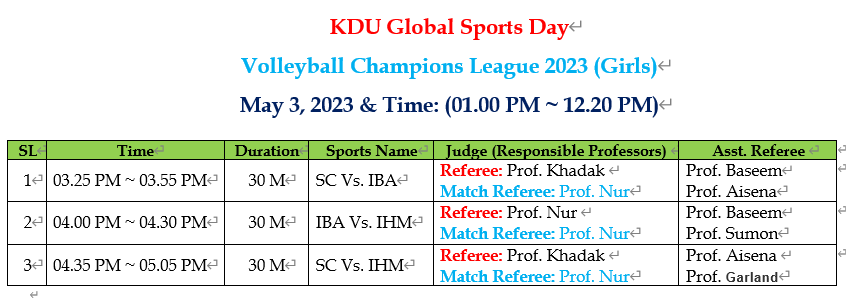 KDU Global Sports Day
Volleyball Champions League 2023 (Girls)
May 3, 2023 & Time: (01.00 PM ~ 12.20 PM)
SL Time Duration Sports Name Judge (Responsible Professors) Asst. Referee
1 03.25 PM ~ 03.55 PM 30 M SC Vs. IBA Referee: Prof. Khadak Prof. Baseem
Match Referee: Prof. Nur Prof. Aisena
2 04.00 PM ~ 04.30 PM 30 M IBA Vs. IHM Referee: Prof. Nur Prof. Baseem
Match Referee: Prof. Nur Prof. Sumon
3 04.35 PM ~ 05.05 PM 30 M SC Vs. IHM Referee: Prof. Khadak Prof. Aisena
Match Referee: Prof. Nur Prof. Garland